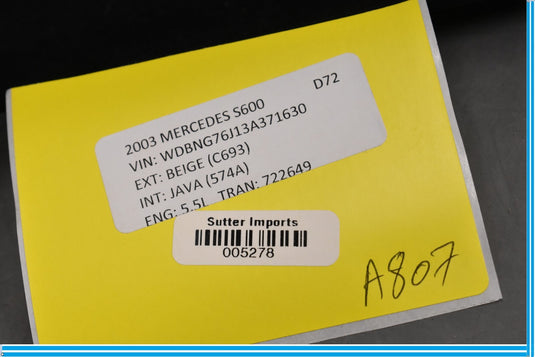 D72
2003 MERCEDES S600
VIN: WDBNG76J13A371630
EXT: BEIGE (C693)
INT: JAVA (574A)
ENG: 5.5L TRAN: 722649
Sutter Imports
005278
A807